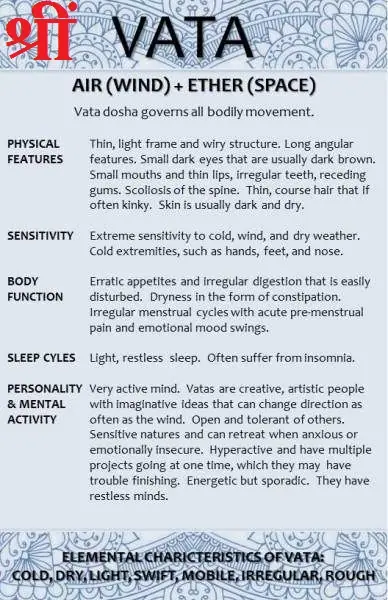 श्रीं
VATA
AIR (WIND) + ETHER (SPACE)
Vata dosha governs all bodily movement.
PHYSICAL FEATURES
Thin, light frame and wiry structure. Long angular
features. Small dark eyes that are usually dark brown.
Small mouths and thin lips, irregular teeth, receding
gums. Scoliosis of the spine. Thin, course hair that if
often kinky. Skin is usually dark and dry.
SENSITIVITY
Extreme sensitivity to cold, wind, and dry weather.
Cold extremities, such as hands, feet, and nose.
BODY
FUNCTION
Erratic appetites and irregular digestion that is easily
disturbed. Dryness in the form of constipation.
Irregular menstrual cycles with acute pre-menstrual
pain and emotional mood swings.
SLEEP CYLES
Light, restless sleep. Often suffer from insomnia.
PERSONALITY
& MENTAL
ACTIVITY
Very active mind. Vatas are creative, artistic people
with imaginative ideas that can change direction as
often as the wind. Open and tolerant of others.
Sensitive natures and can retreat when anxious or
emotionally insecure. Hyperactive and have multiple
projects going at one time, which they may have
trouble finishing. Energetic but sporadic. They have
restless minds.
ELEMENTAL CHARICTERISTICS OF VATA:
COLD, DRY, LIGHT, SWIFT, MOBILE, IRREGULAR, ROUGH